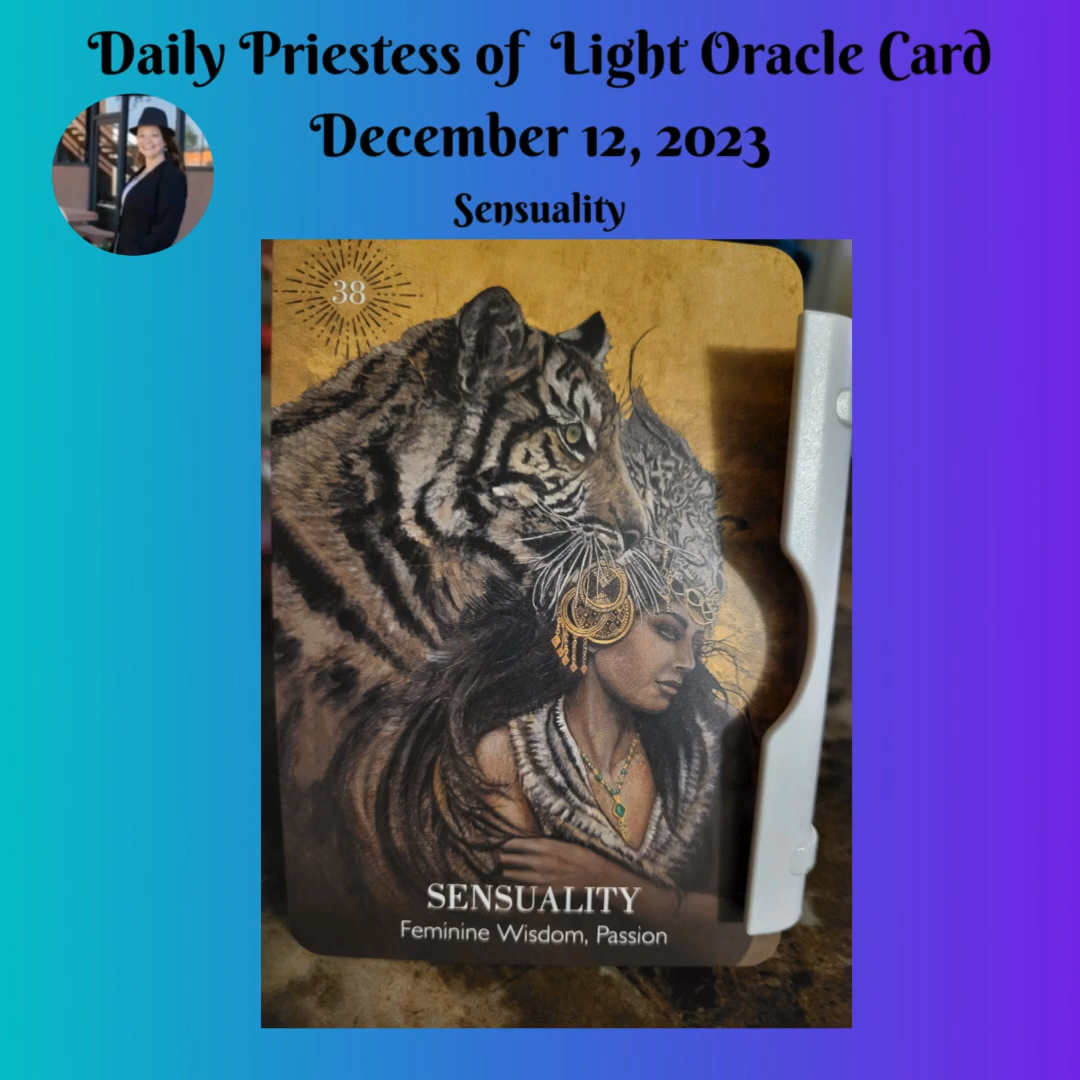 Daily Priestess of Light Oracle Card
December 12, 2023
Sensuality
38
SENSUALITY
Feminine Wisdom, Passion